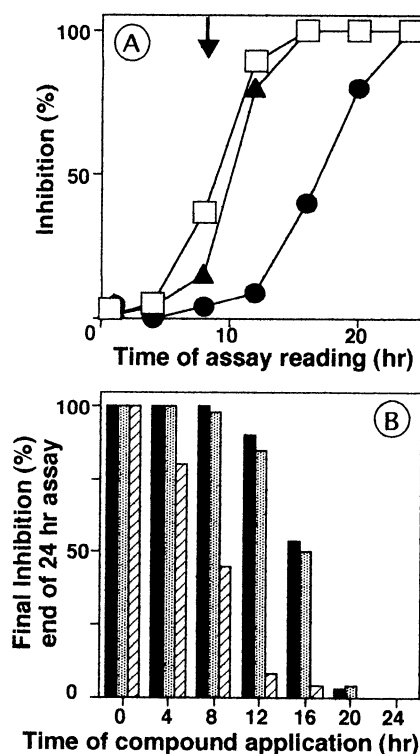 100
A
50
Inhibition (%)
0 10 20
Time of assay reading (hr)
100
B
50
0
Final Inhibition (%)
end of 24 hr assay
0 4 8 12 16 20 24
Time of compound application (hr)